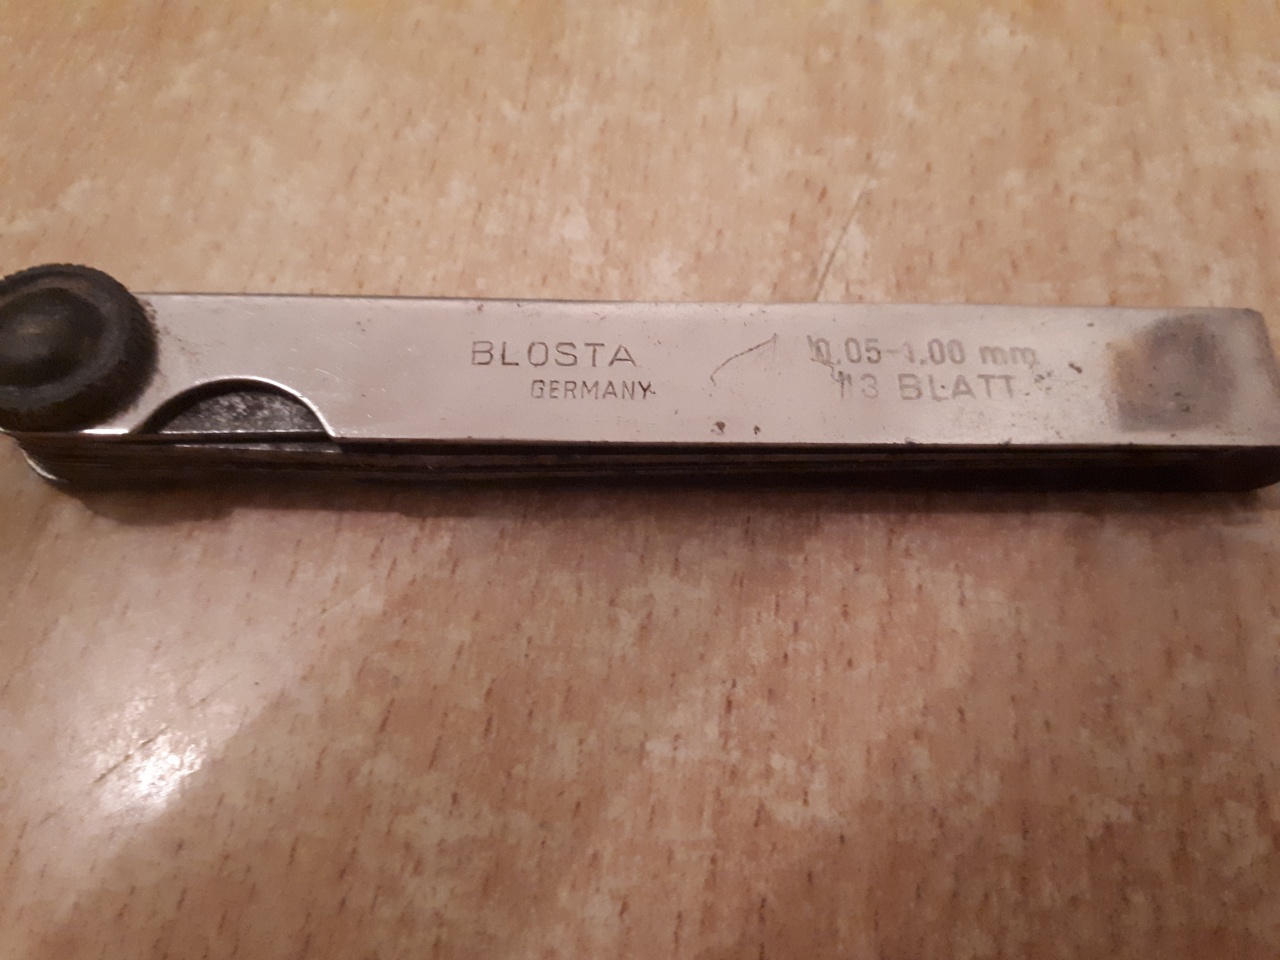 BLOSTA
GERMANY
0.05-1.00 mm
13 BLATT